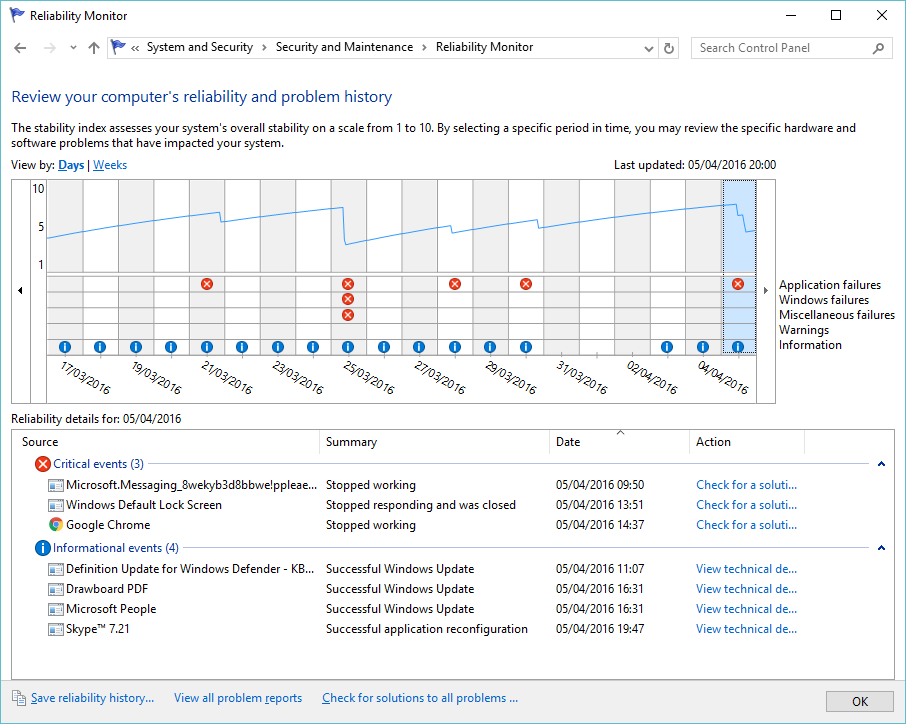 Reliability Monitor
« System and Security › Security and Maintenance › Reliability Monitor
Search Control Panel
Review your computer's reliability and problem history
The stability index assesses your system's overall stability on a scale from 1 to 10. By selecting a specific period in time, you may review the specific hardware and
software problems that have impacted your system.
View by: Days | Weeks
Last updated: 05/04/2016 20:00
10
5
1
Application failures
Windows failures
Miscellaneous failures
Warnings
Information
17/03/2016 19/03/2016 21/03/2016 23/03/2016 25/03/2016 27/03/2016 29/03/2016 31/03/2016 02/04/2016 04/04/2016
Reliability details for: 05/04/2016
Source Summary Date Action
Critical events (3)
Microsoft.Messaging_8wekyb3d8bbwe!ppleae... Stopped working 05/04/2016 09:50 Check for a soluti...
Windows Default Lock Screen Stopped responding and was closed 05/04/2016 13:51 Check for a soluti...
Google Chrome Stopped working 05/04/2016 14:37 Check for a soluti...
Informational events (4)
Definition Update for Windows Defender - KB... Successful Windows Update 05/04/2016 11:07 View technical de...
Drawboard PDF Successful Windows Update 05/04/2016 16:31 View technical de...
Microsoft People Successful Windows Update 05/04/2016 16:31 View technical de...
Skype™ 7.21 Successful application reconfiguration 05/04/2016 19:47 View technical de...
Save reliability history... View all problem reports Check for solutions to all problems ...
OK